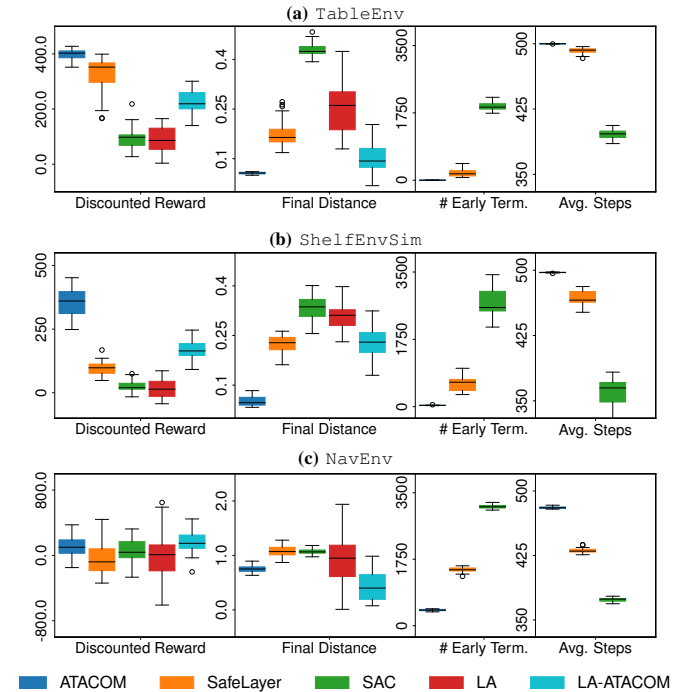 (a) TableEnv
400.0
200.0
0.0
0.4
0.25
0.1
3500
1750
0
500
425
350
Discounted Reward
Final Distance
# Early Term.
Avg. Steps
(b) ShelfEnvSim
500
250
0
0.4
0.25
0.1
3500
1750
0
500
425
350
Discounted Reward
Final Distance
# Early Term.
Avg. Steps
(c) NavEnv
800.0
0.0
-800.0
2.0
1.0
0.0
3500
1750
0
500
425
350
Discounted Reward
Final Distance
# Early Term.
Avg. Steps
ATACOM SafeLayer SAC LA LA-ATACOM